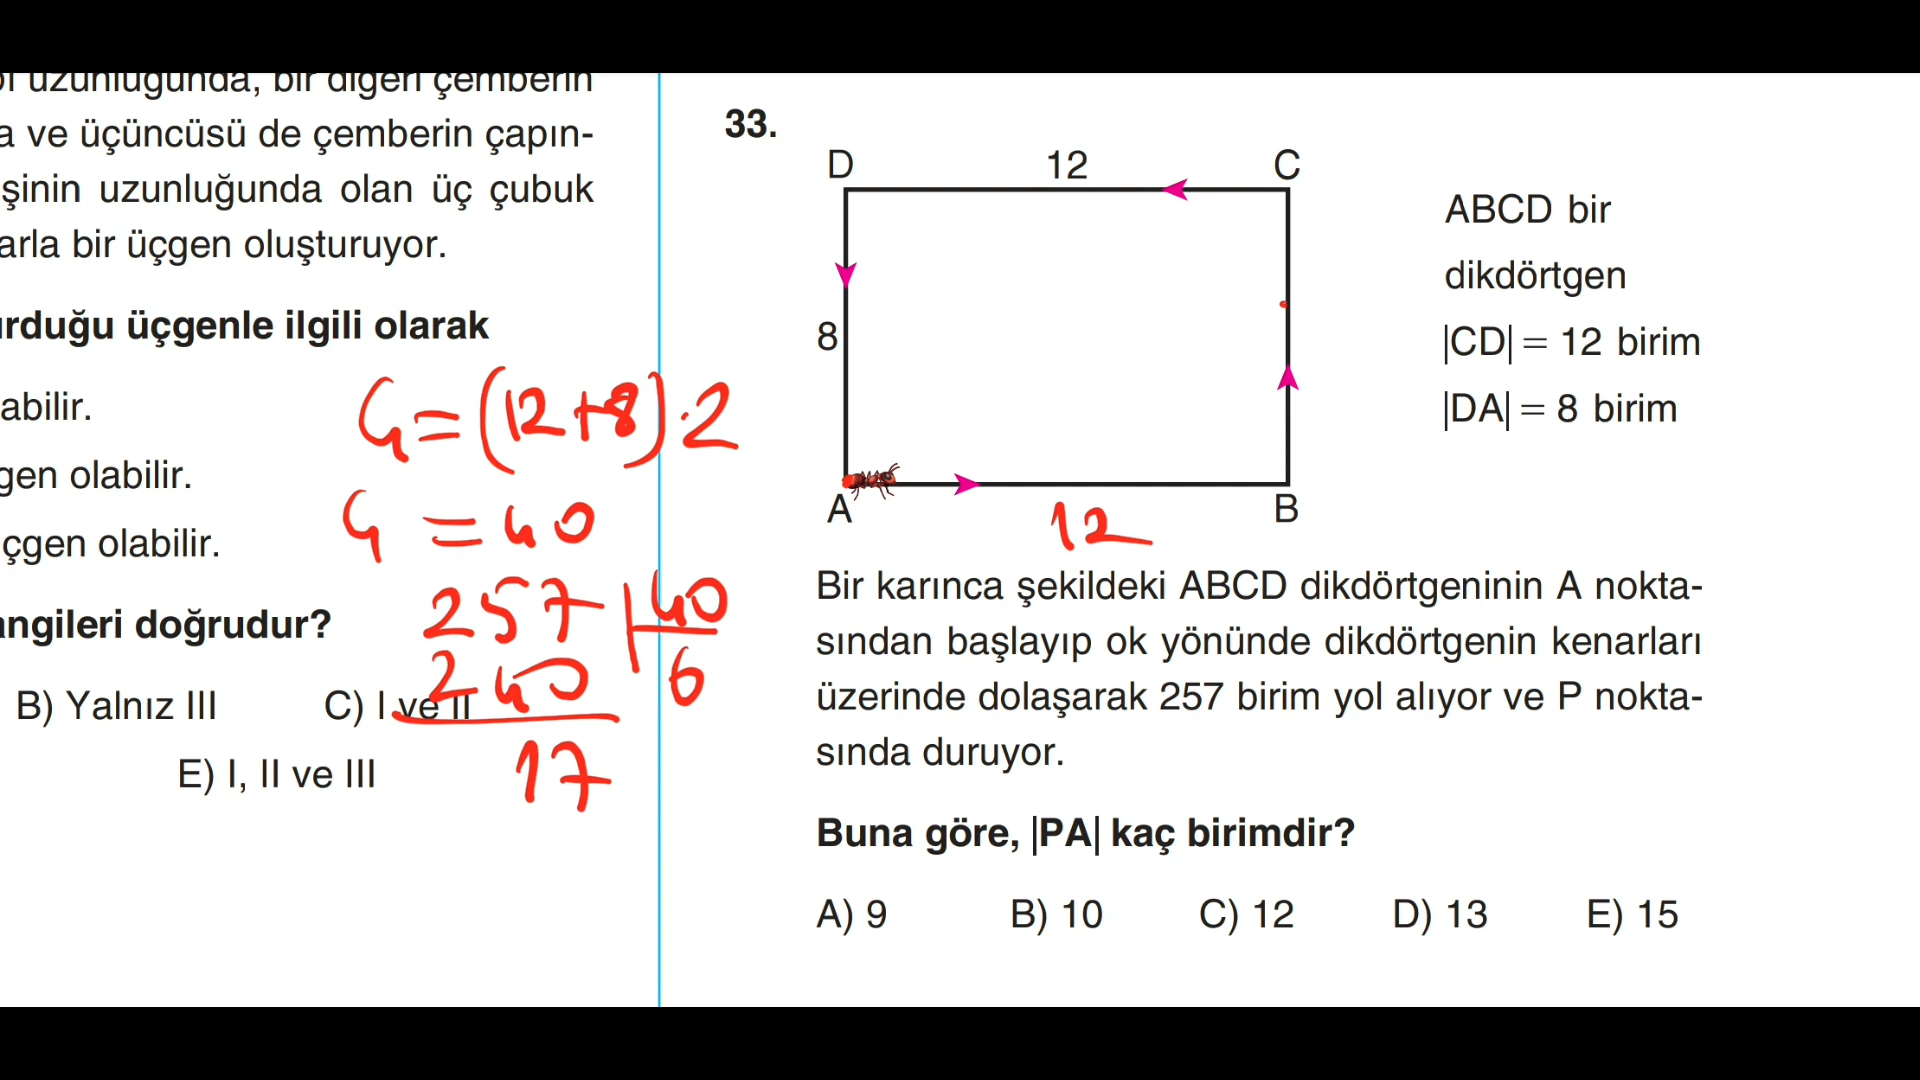 uzunluğunda, bir diğeri çemberin
a ve üçüncüsü de çemberin çapın-
şinin uzunluğunda olan üç çubuk
arla bir üçgen oluşturuyor.
urduğu üçgenle ilgili olarak
abilir.
gen olabilir.
çgen olabilir.
angileri doğrudur?
B) Yalnız III
C) I ve II
E) I, II ve III
Ç = (12+8).2
Ç = 40
257 40
240 6
17
33.
D 12 C
8
A B
12
ABCD bir
dikdörtgen
|CD| = 12 birim
|DA| = 8 birim
Bir karınca şekildeki ABCD dikdörtgeninin A nokta-
sından başlayıp ok yönünde dikdörtgenin kenarları
üzerinde dolaşarak 257 birim yol alıyor ve P nokta-
sında duruyor.
Buna göre, |PA| kaç birimdir?
A) 9 B) 10 C) 12 D) 13 E) 15